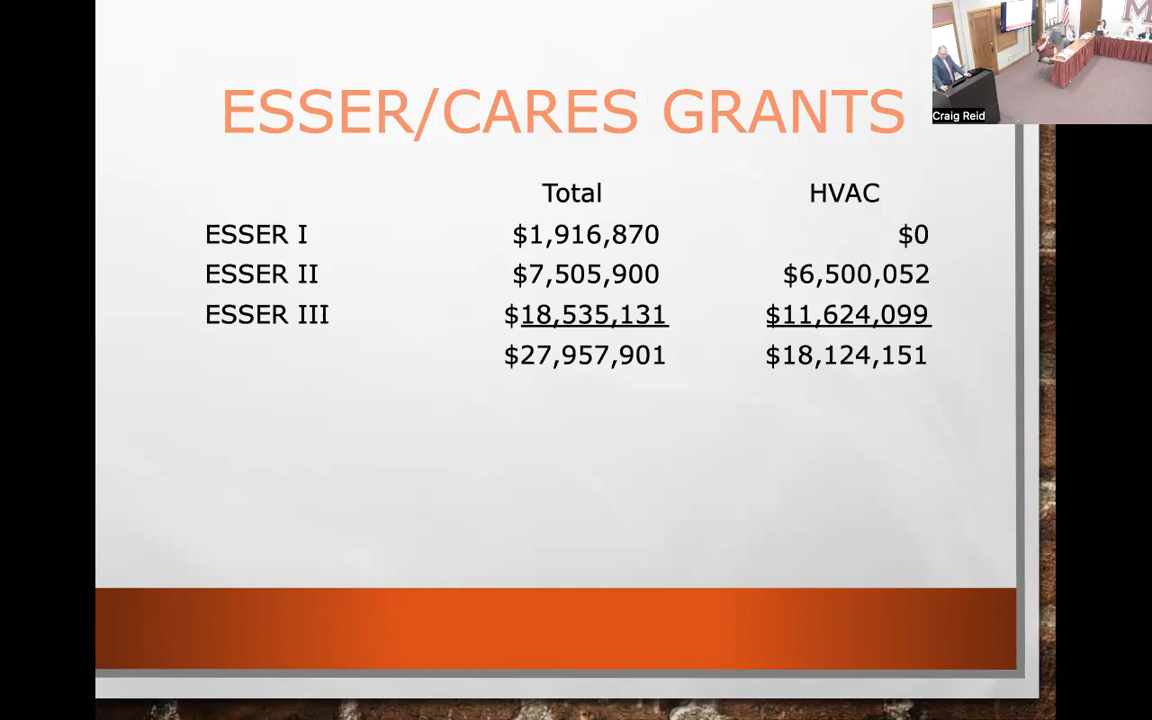 ESSER/CARES GRANTS
Total HVAC
ESSER I $1,916,870 $0
ESSER II $7,505,900 $6,500,052
ESSER III $18,535,131 $11,624,099
$27,957,901 $18,124,151
M
Craig Reid